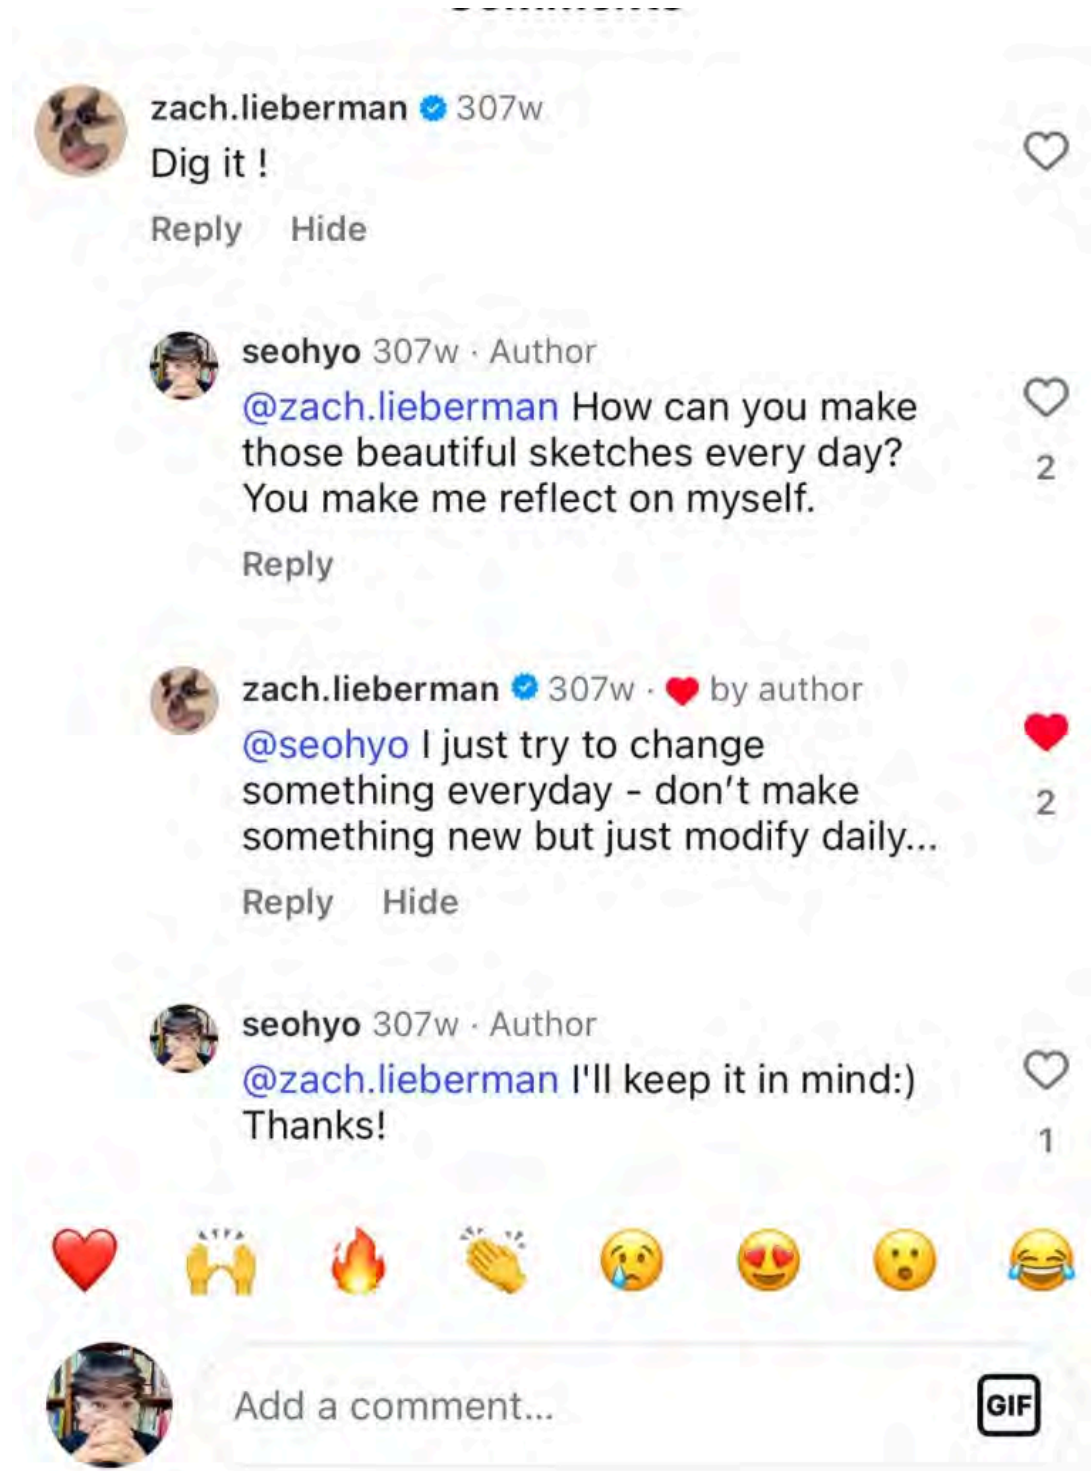 zach.lieberman 307w
Dig it !
Reply Hide
seohyo 307w · Author
@zach.lieberman How can you make
those beautiful sketches every day?
You make me reflect on myself.
2
Reply
zach.lieberman 307w · by author
@seohyo I just try to change
something everyday - don’t make
something new but just modify daily...
2
Reply Hide
seohyo 307w · Author
@zach.lieberman I'll keep it in mind:)
Thanks!
1
Add a comment...
GIF